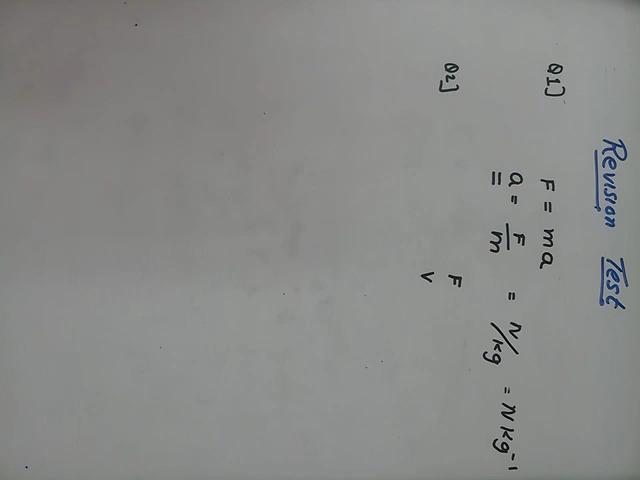 Revision Test
Q1] F = ma
a = F/m = N/kg = N kg⁻¹
Q2] F
v